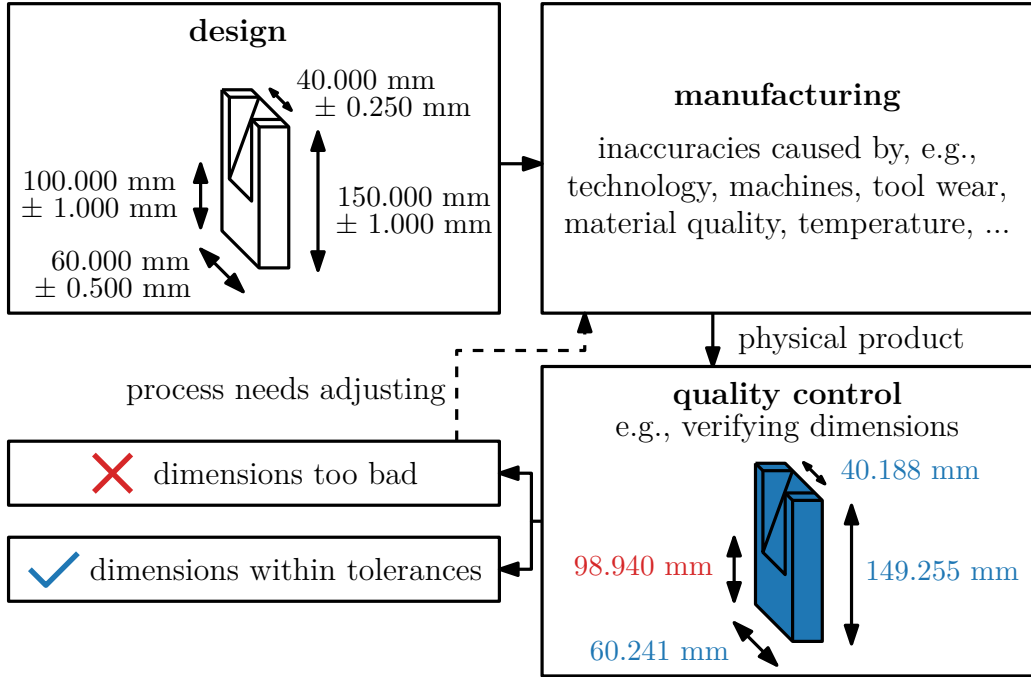 design
40.000 mm
± 0.250 mm
100.000 mm
± 1.000 mm
150.000 mm
± 1.000 mm
60.000 mm
± 0.500 mm
manufacturing
inaccuracies caused by, e.g.,
technology, machines, tool wear,
material quality, temperature, ...
physical product
process needs adjusting
quality control
e.g., verifying dimensions
40.188 mm
98.940 mm
149.255 mm
60.241 mm
dimensions too bad
dimensions within tolerances